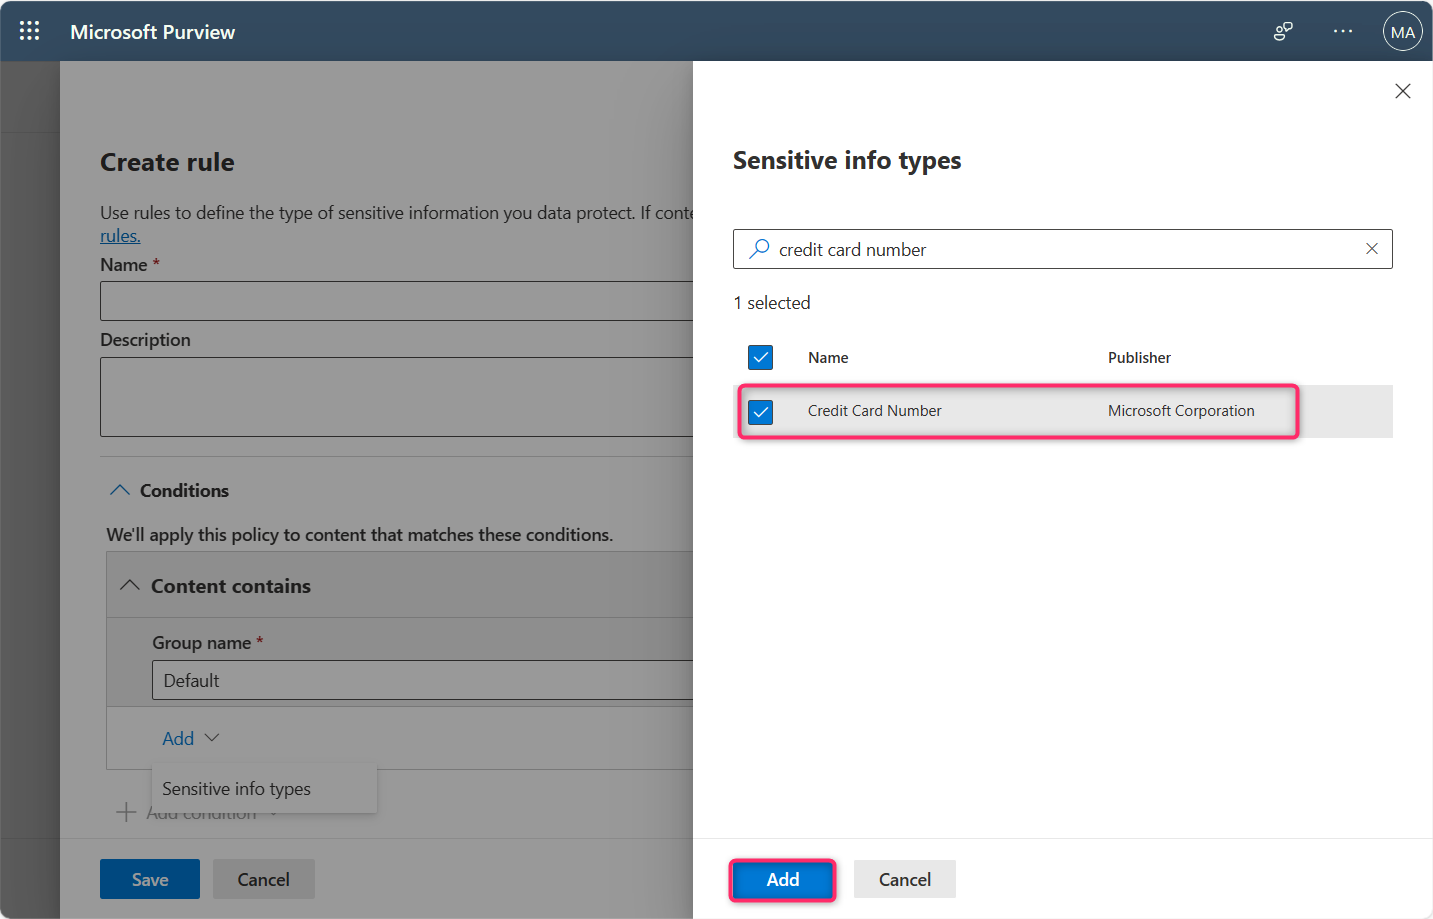 Microsoft Purview
MA
Create rule
Use rules to define the type of sensitive information you data protect. If conte
rules.
Name *
Description
Conditions
We'll apply this policy to content that matches these conditions.
Content contains
Group name *
Default
Add
Sensitive info types
Add condition
Save
Cancel
Sensitive info types
credit card number
1 selected
Name Publisher
Credit Card Number Microsoft Corporation
Add
Cancel